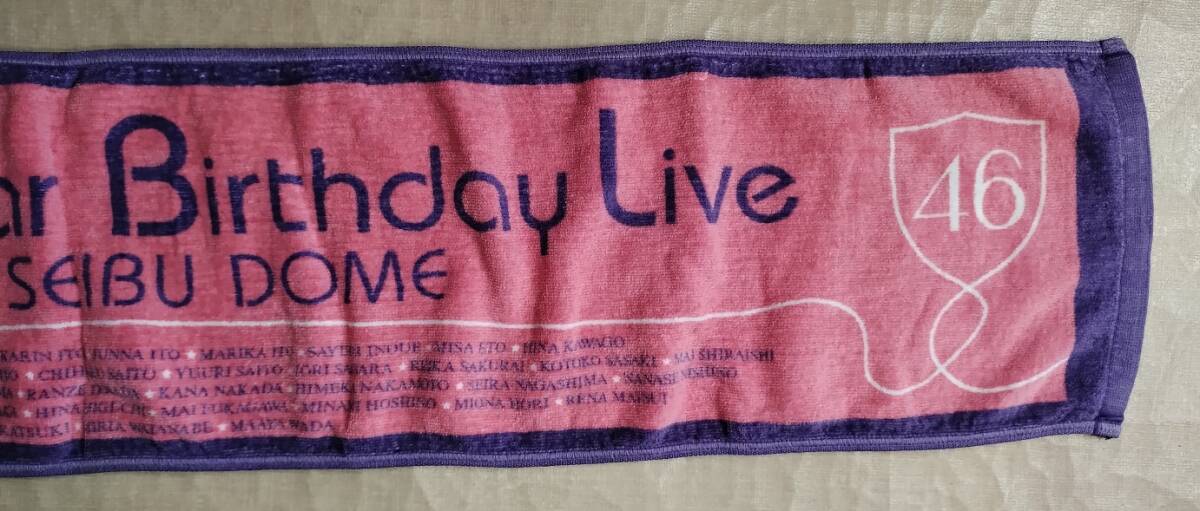 ar Birthday Live
46
SEIBU DOME
KARIN ITO JUNNA ITO ★ MARIKA ITO ★ SAYURI INOUE ★ MISA ETO ★ HINA KAWAGO
★ CHIHARU SAITO ★ YUURI SAITO ★ IORI SAGARA ★ REIKA SAKURAI ★ KOTOKO SASAKI ★ MAI SHIRAISHI
★ RANZE TERADA ★ KANA NAKADA ★ HIMEKA NAKAMOTO ★ SEIRA NAGASHIMA ★ NANASE NISHINO
★ HINA HIGUCHI ★ MAI FUKAGAWA ★ MINAMI HOSHINO ★ MIONA HORI ★ RENA MATSUI
★ MIRIA WATANABE ★ MAAYA WADA